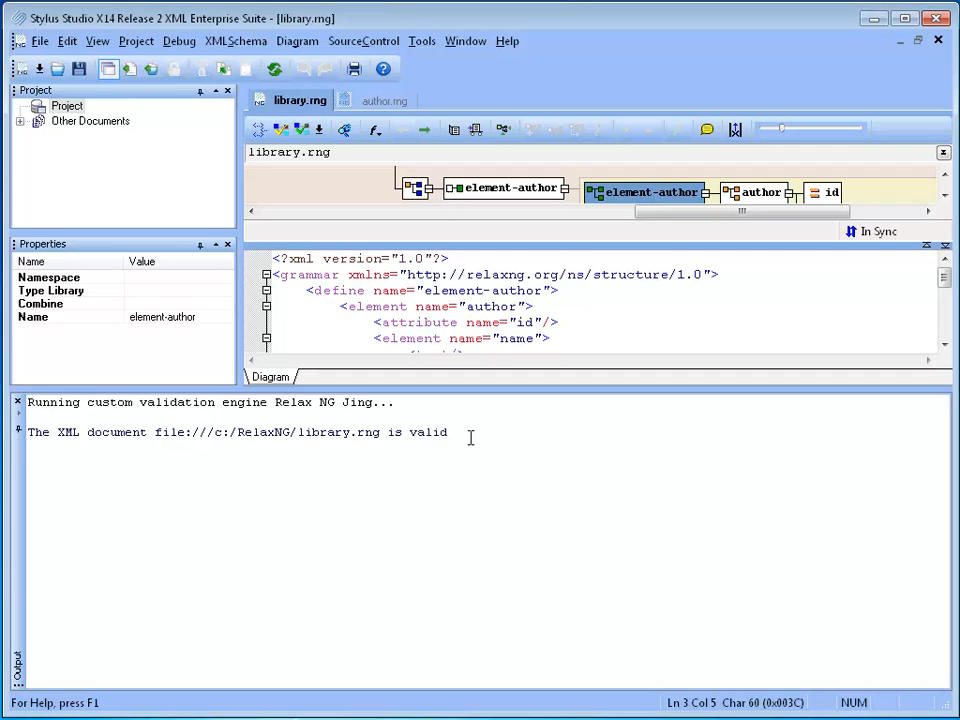 Stylus Studio X14 Release 2 XML Enterprise Suite - [library.rng]
File Edit View Project Debug XMLSchema Diagram SourceControl Tools Window Help
Project
Project
Other Documents
Properties
Name Value
Namespace
Type Library
Combine
Name element-author
library.rng author.rng
library.rng
element-author element-author author id
In Sync
<?xml version="1.0"?>
<grammar xmlns="http://relaxng.org/ns/structure/1.0">
<define name="element-author">
<element name="author">
<attribute name="id"/>
<element name="name">
Diagram
Running custom validation engine Relax NG Jing...
The XML document file:///c:/RelaxNG/library.rng is valid
Output
For Help, press F1
Ln 3 Col 5 Char 60 (0x003C) NUM